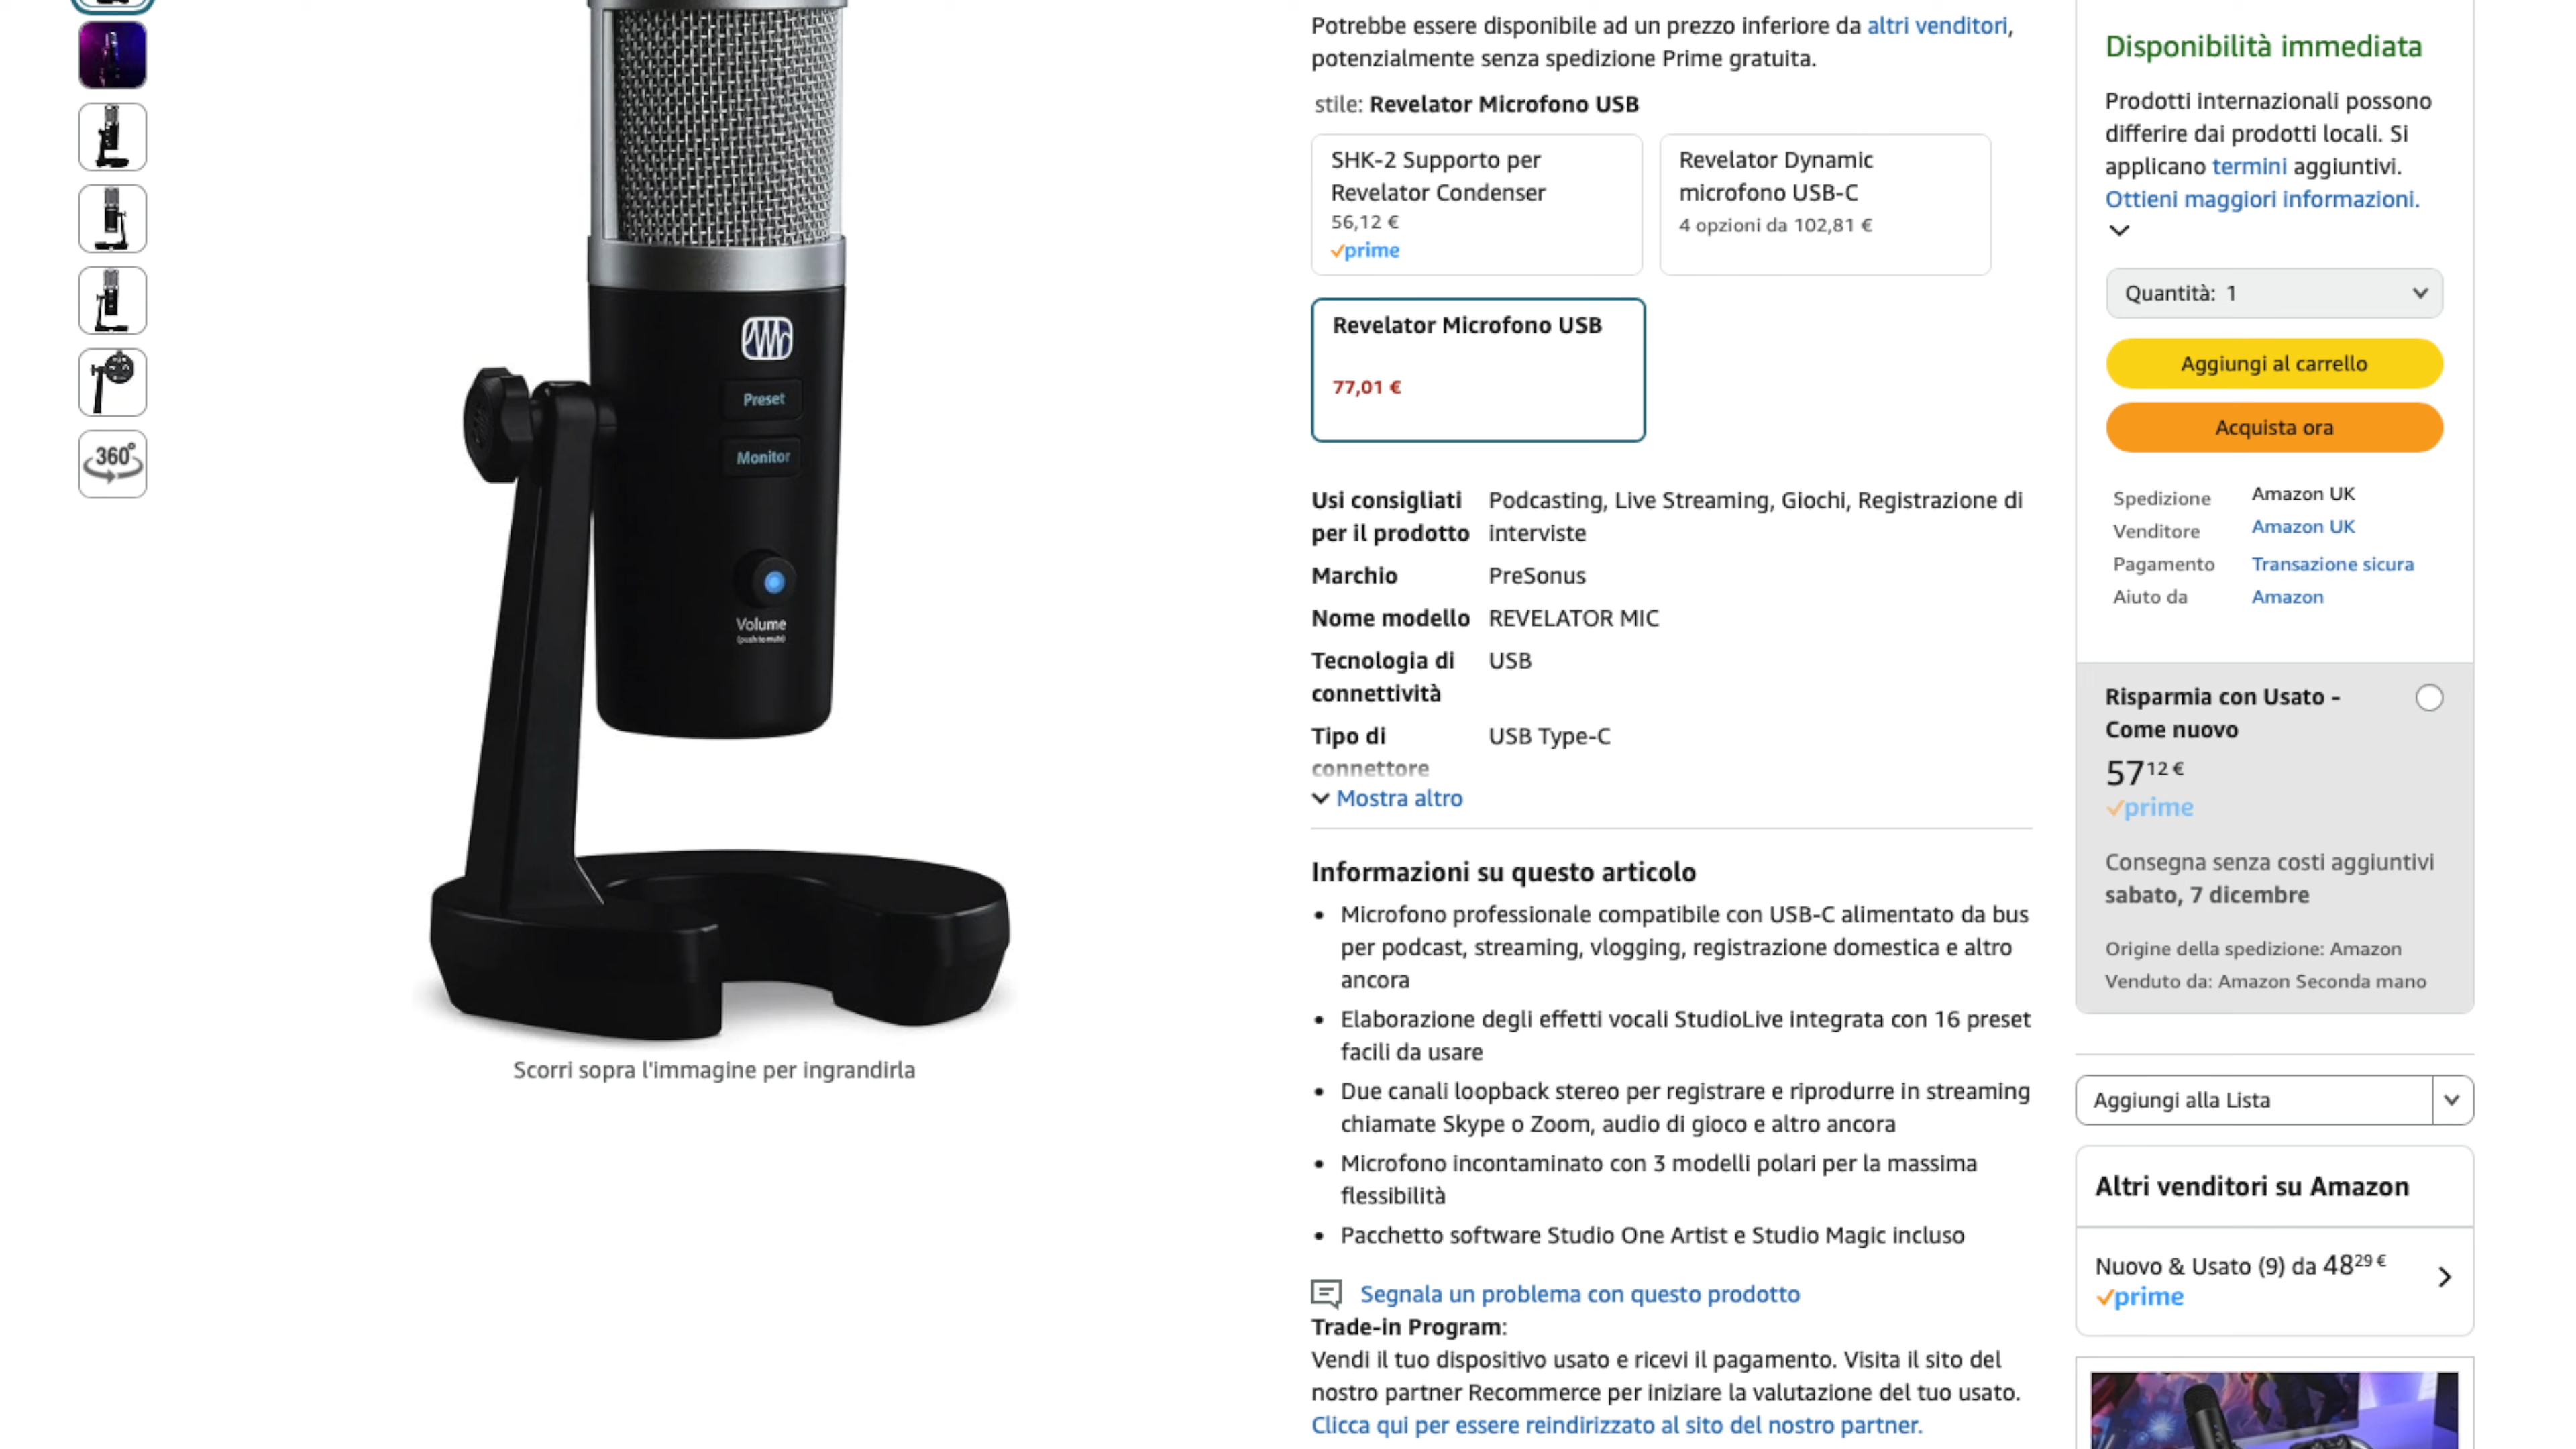 360°
Preset
Monitor
Volume
(push to mute)
Scorri sopra l'immagine per ingrandirla
Potrebbe essere disponibile ad un prezzo inferiore da altri venditori,
potenzialmente senza spedizione Prime gratuita.
stile: Revelator Microfono USB
SHK-2 Supporto per
Revelator Condenser
56,12 €
prime
Revelator Dynamic
microfono USB-C
4 opzioni da 102,81 €
Revelator Microfono USB
77,01 €
Usi consigliati
per il prodotto
Podcasting, Live Streaming, Giochi, Registrazione di
interviste
Marchio
PreSonus
Nome modello
REVELATOR MIC
Tecnologia di
connettività
USB
Tipo di
connettore
USB Type-C
Mostra altro
Informazioni su questo articolo
• Microfono professionale compatibile con USB-C alimentato da bus
per podcast, streaming, vlogging, registrazione domestica e altro
ancora
• Elaborazione degli effetti vocali StudioLive integrata con 16 preset
facili da usare
• Due canali loopback stereo per registrare e riprodurre in streaming
chiamate Skype o Zoom, audio di gioco e altro ancora
• Microfono incontaminato con 3 modelli polari per la massima
flessibilità
• Pacchetto software Studio One Artist e Studio Magic incluso
Segnala un problema con questo prodotto
Trade-in Program:
Vendi il tuo dispositivo usato e ricevi il pagamento. Visita il sito del
nostro partner Recommerce per iniziare la valutazione del tuo usato.
Clicca qui per essere reindirizzato al sito del nostro partner.
Disponibilità immediata
Prodotti internazionali possono
differire dai prodotti locali. Si
applicano termini aggiuntivi.
Ottieni maggiori informazioni.
Quantità: 1
Aggiungi al carrello
Acquista ora
Spedizione Amazon UK
Venditore Amazon UK
Pagamento Transazione sicura
Aiuto da Amazon
Risparmia con Usato -
Come nuovo
57,12 €
prime
Consegna senza costi aggiuntivi
sabato, 7 dicembre
Origine della spedizione: Amazon
Venduto da: Amazon Seconda mano
Aggiungi alla Lista
Altri venditori su Amazon
Nuovo & Usato (9) da 48,29 €
prime